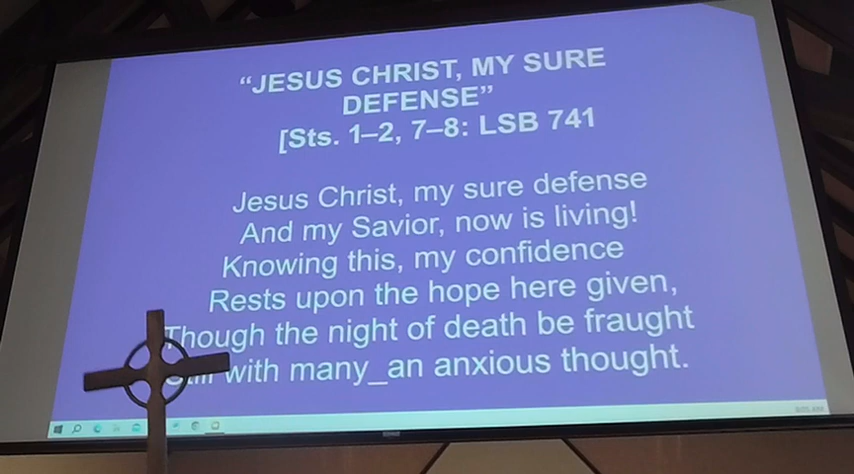 “JESUS CHRIST, MY SURE
DEFENSE”
[Sts. 1–2, 7–8: LSB 741
Jesus Christ, my sure defense
And my Savior, now is living!
Knowing this, my confidence
Rests upon the hope here given,
Though the night of death be fraught
Still with many_an anxious thought.